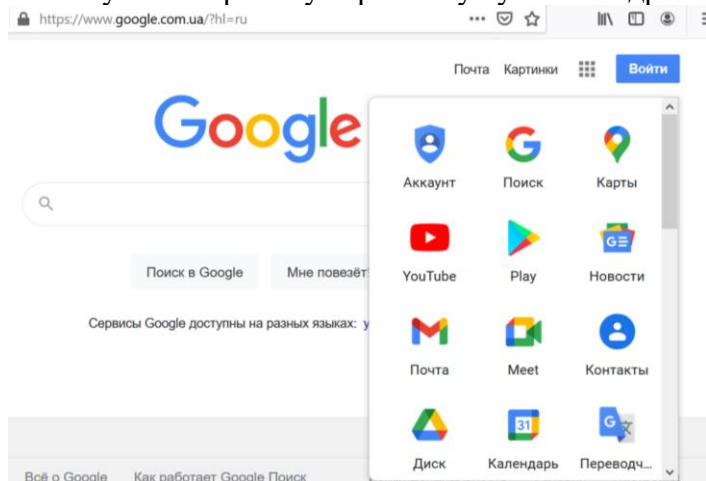 https://www.google.com.ua/?hl=ru
Почта Картинки Войти
Google
Аккаунт Поиск Карты
YouTube Play Новости
Поиск в Google Мне повезёт
Сервисы Google доступны на разных языках:
Почта Meet Контакты
31
Диск Календарь Переводч...
Всё о Google Как работает Google Поиск